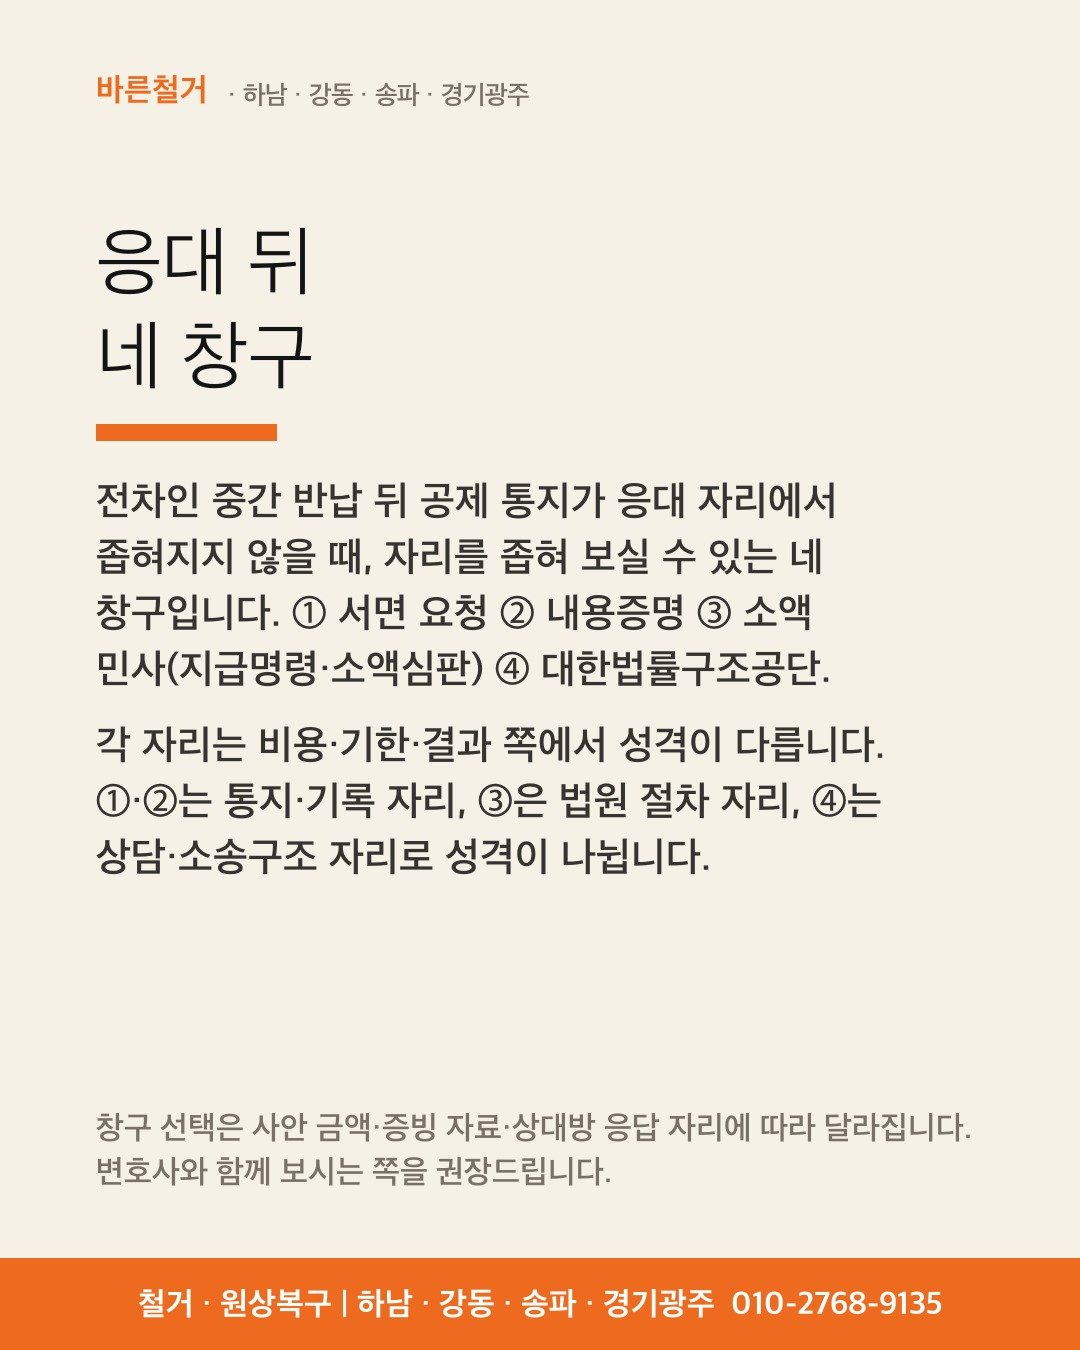 바른철거 · 하남 · 강동 · 송파 · 경기광주
응대 뒤
네 창구
전차인 중간 반납 뒤 공제 통지가 응대 자리에서
좁혀지지 않을 때, 자리를 좁혀 보실 수 있는 네
창구입니다. ① 서면 요청 ② 내용증명 ③ 소액
민사(지급명령·소액심판) ④ 대한법률구조공단.
각 자리는 비용·기한·결과 쪽에서 성격이 다릅니다.
①·②는 통지·기록 자리, ③은 법원 절차 자리, ④는
상담·소송구조 자리로 성격이 나뉩니다.
창구 선택은 사안 금액·증빙 자료·상대방 응답 자리에 따라 달라집니다.
변호사와 함께 보시는 쪽을 권장드립니다.
철거 · 원상복구 | 하남 · 강동 · 송파 · 경기광주 010-2768-9135